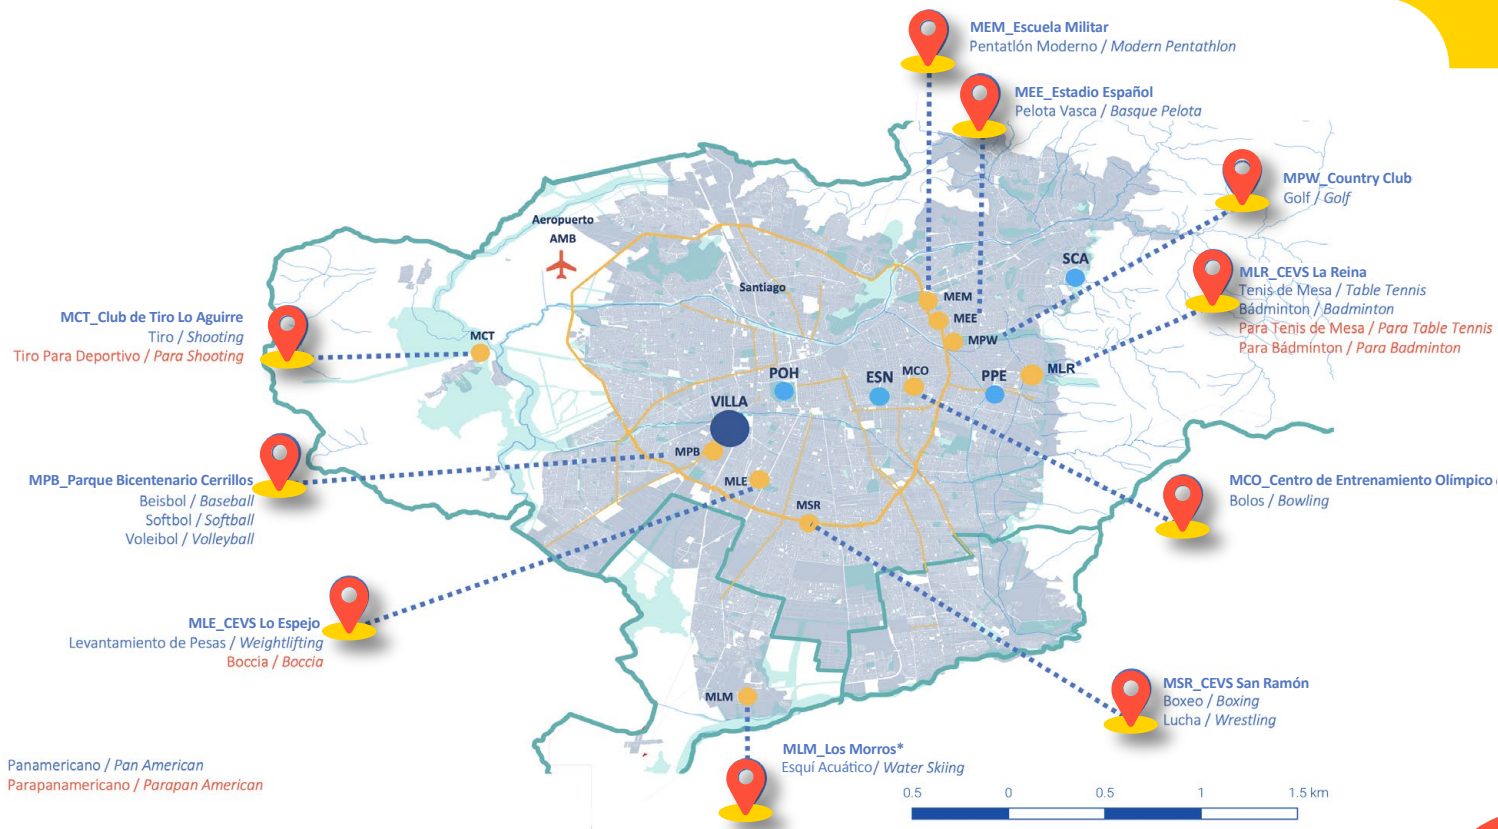 MEM_Escuela Militar
Pentatlón Moderno / Modern Pentathlon
MEE_Estadio Español
Pelota Vasca / Basque Pelota
MPW_Country Club
Golf / Golf
MLR_CEVS La Reina
Tenis de Mesa / Table Tennis
Bádminton / Badminton
Para Tenis de Mesa / Para Table Tennis
Para Bádminton / Para Badminton
Aeropuerto
AMB
Santiago
SCA
MEM
MEE
MPW
MCT_Club de Tiro Lo Aguirre
Tiro / Shooting
Tiro Para Deportivo / Para Shooting
MCT
POH
ESN
MCO
PPE
MLR
VILLA
MPB
MLE
MSR
MPB_Parque Bicentenario Cerrillos
Beisbol / Baseball
Softbol / Softball
Voleibol / Volleyball
MCO_Centro de Entrenamiento Olímpico
Bolos / Bowling
MLE_CEVS Lo Espejo
Levantamiento de Pesas / Weightlifting
Boccia / Boccia
MLM
MSR_CEVS San Ramón
Boxeo / Boxing
Lucha / Wrestling
MLM_Los Morros*
Esquí Acuático/ Water Skiing
Panamericano / Pan American
Parapanamericano / Parapan American
0.5 0 0.5 1 1.5 km